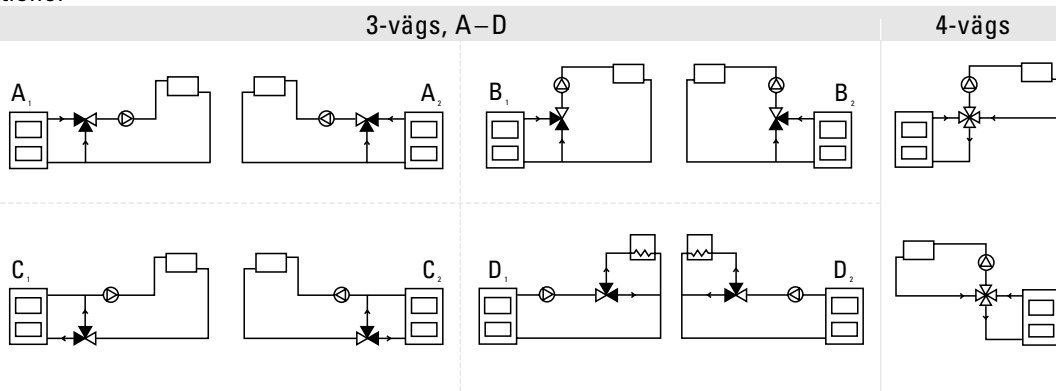 3-vägs, A–D 4-vägs
A₁ A₂ B₁ B₂
C₁ C₂ D₁ D₂